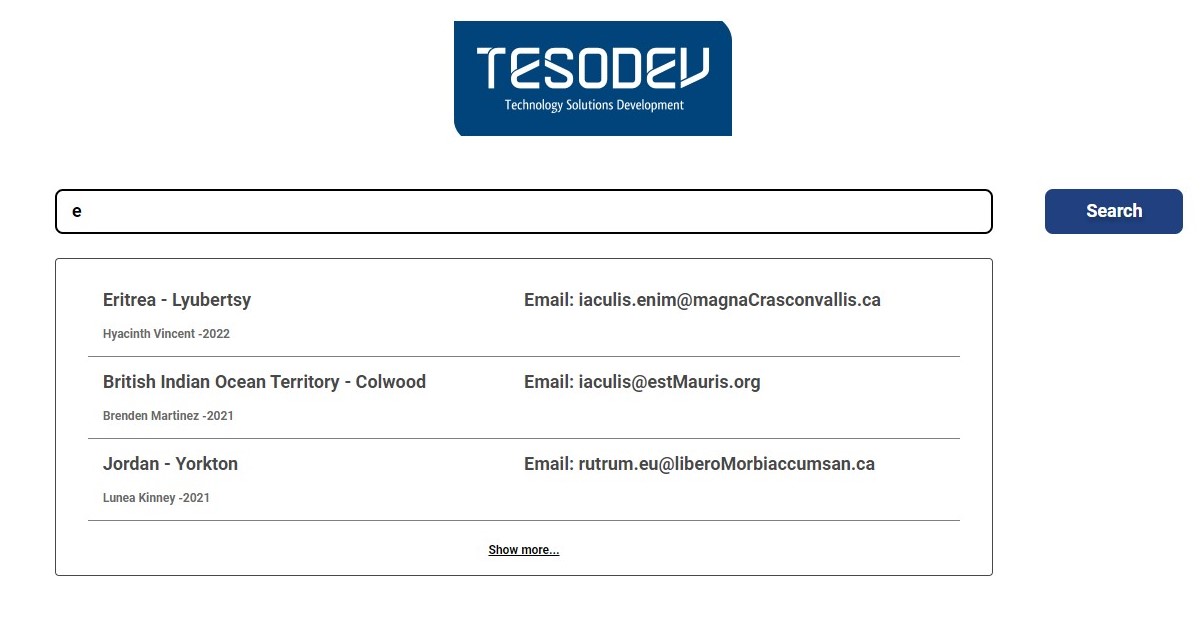 TESODEV
Technology Solutions Development
e
Search
Eritrea - Lyubertsy
Email: iaculis.enim@magnaCrasconvallis.ca
Hyacinth Vincent -2022
British Indian Ocean Territory - Colwood
Email: iaculis@estMauris.org
Brenden Martinez -2021
Jordan - Yorkton
Email: rutrum.eu@liberoMorbiaccumsan.ca
Lunea Kinney -2021
Show more...